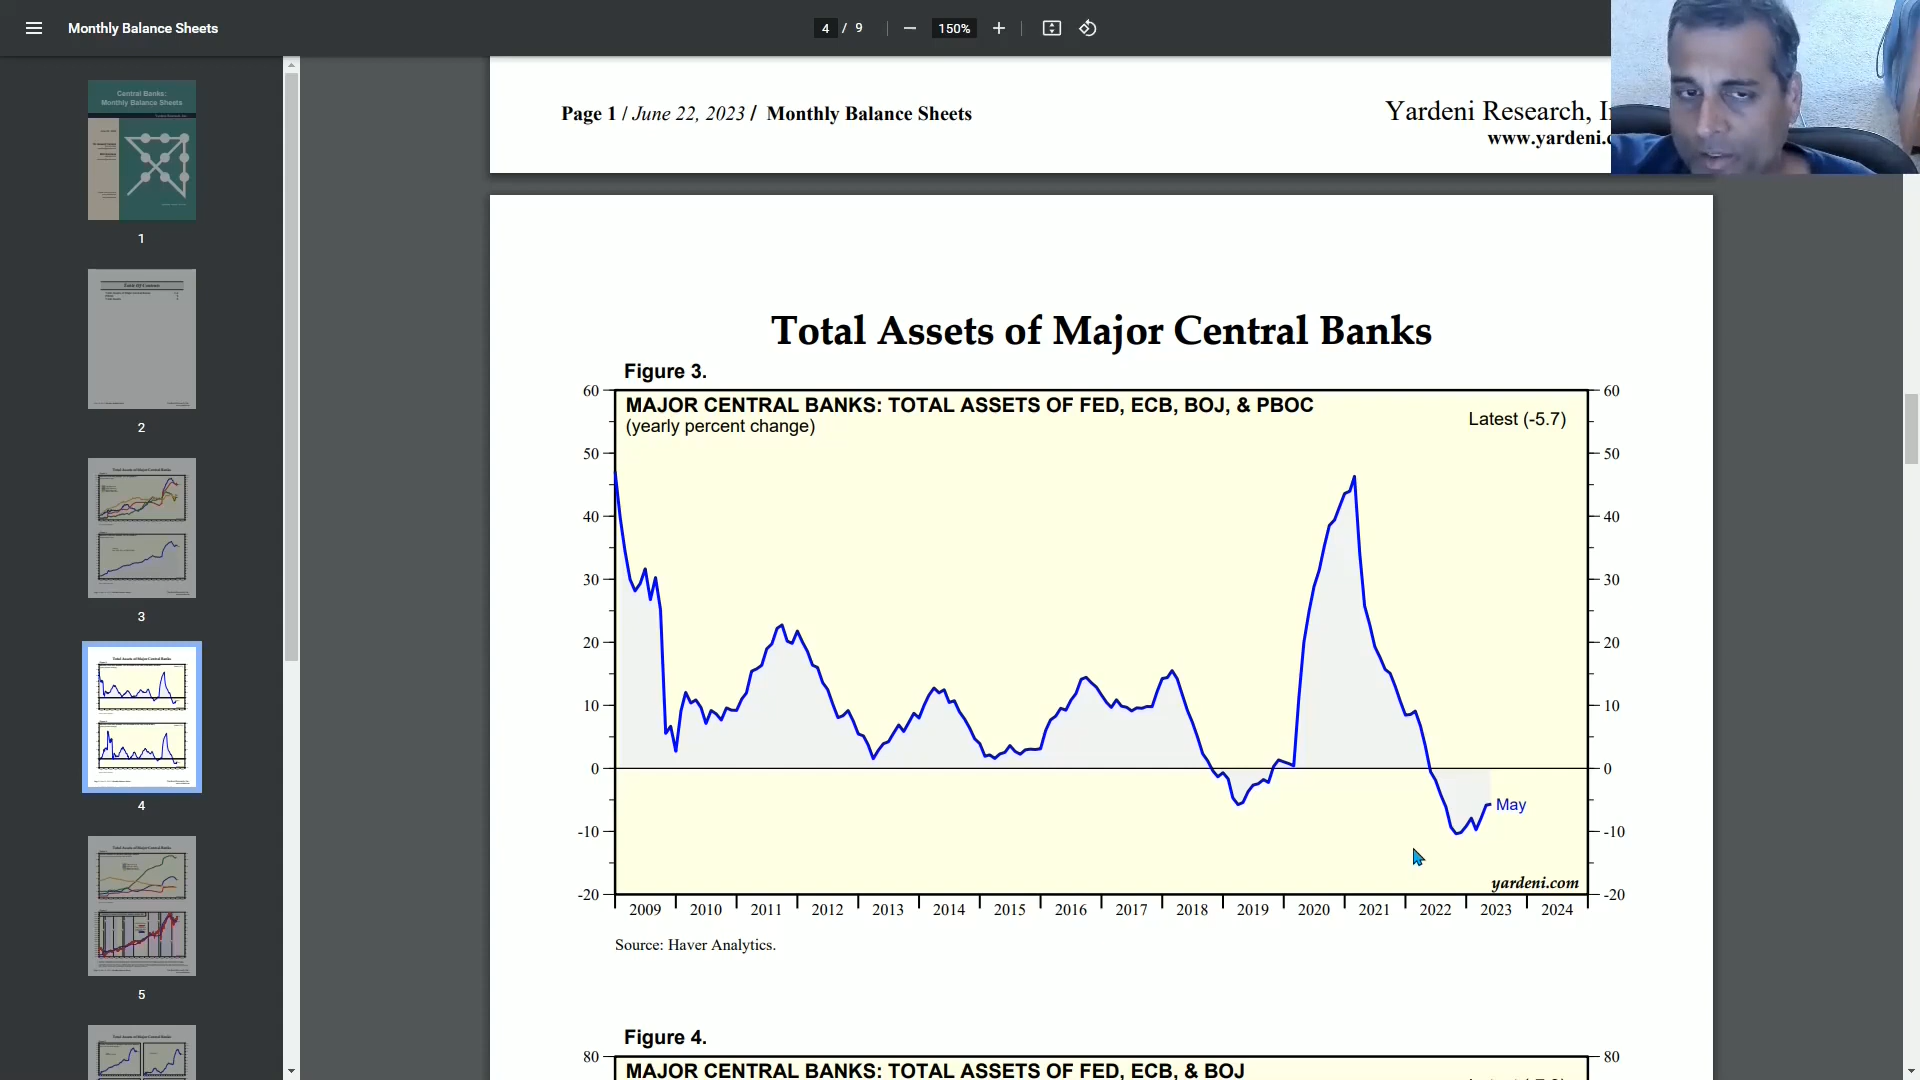 Monthly Balance Sheets
4 / 9
150%
Central Banks:
Monthly Balance Sheets
1
2
3
4
5
Page 1 / June 22, 2023 / Monthly Balance Sheets
Yardeni Research,
www.yardeni.
Total Assets of Major Central Banks
Figure 3.
MAJOR CENTRAL BANKS: TOTAL ASSETS OF FED, ECB, BOJ, & PBOC
(yearly percent change)
Latest (-5.7)
60 60
50 50
40 40
30 30
20 20
10 10
0 0
May
-10 -10
yardeni.com
-20 -20
2009 2010 2011 2012 2013 2014 2015 2016 2017 2018 2019 2020 2021 2022 2023 2024
Source: Haver Analytics.
Figure 4.
80 80
MAJOR CENTRAL BANKS: TOTAL ASSETS OF FED, ECB, & BOJ